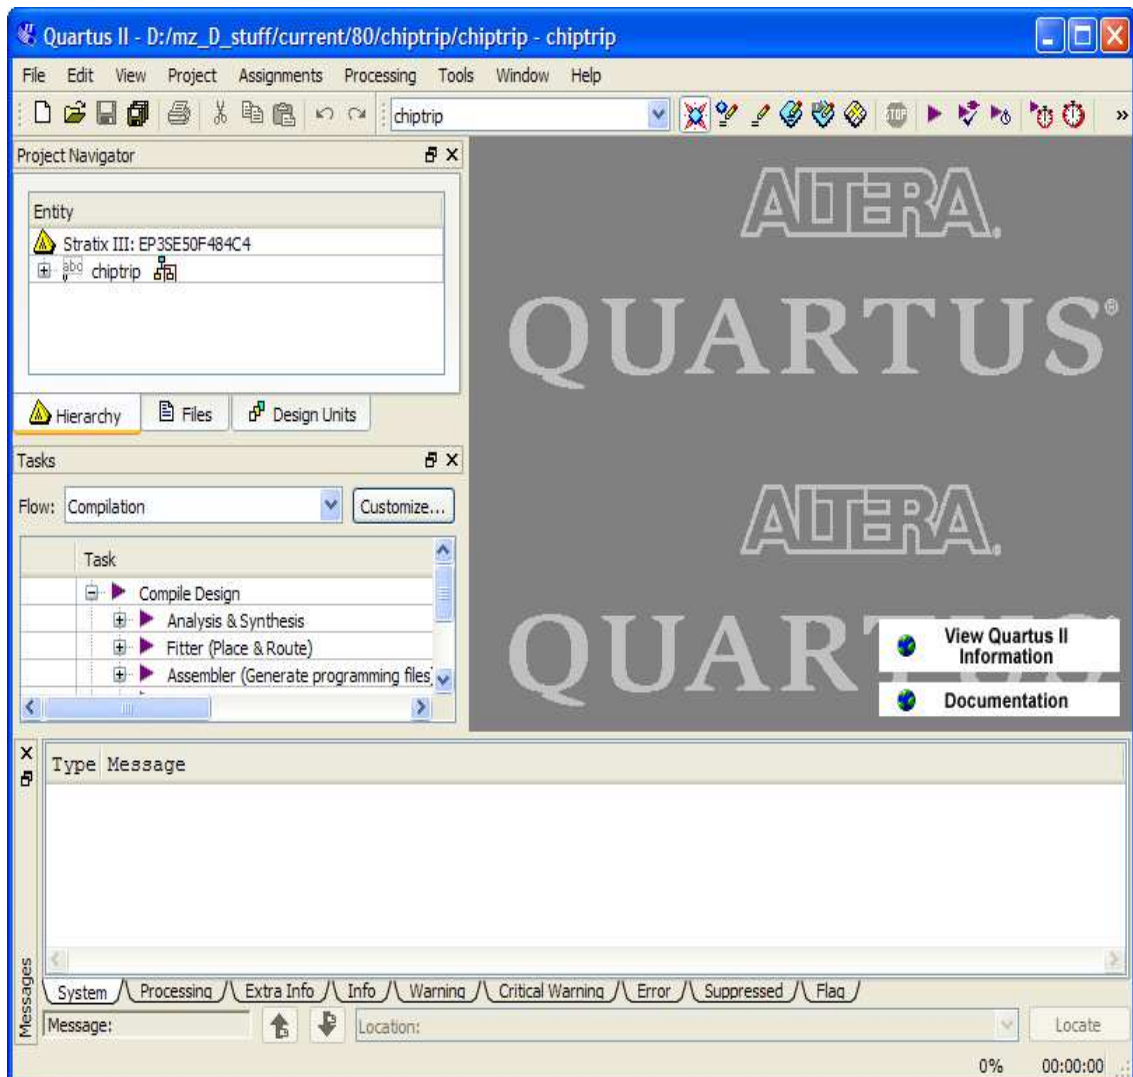 Quartus II - D:/mz_D_stuff/current/80/chiptrip/chiptrip - chiptrip
File Edit View Project Assignments Processing Tools Window Help
chiptrip
STOP
»
Project Navigator
Entity
Stratix III: EP3SE50F484C4
abc chiptrip
Hierarchy Files Design Units
Tasks
Flow: Compilation Customize...
Task
Compile Design
Analysis & Synthesis
Fitter (Place & Route)
Assembler (Generate programming files)
ALTERA®
QUARTUS®
ALTERA®
QUARTUS
View Quartus II
Information
Documentation
Type Message
Messages
System Processing Extra Info Info Warning Critical Warning Error Suppressed Flag
Message: Location: Locate
0% 00:00:00